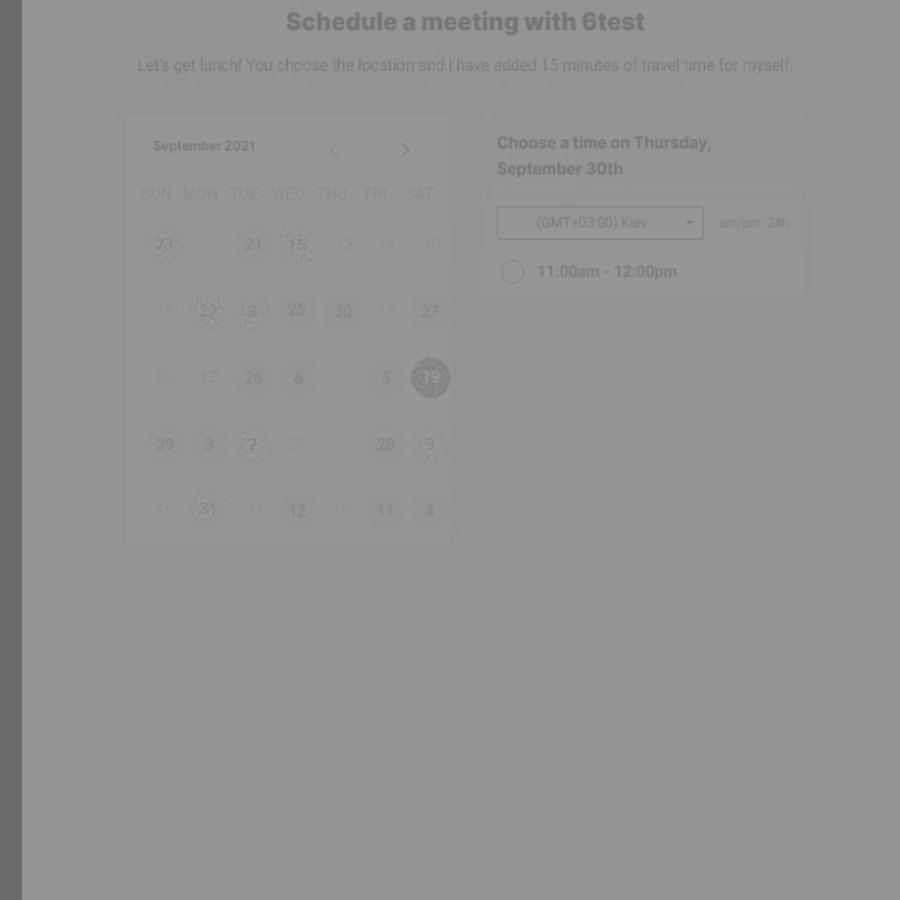 Schedule a meeting with 6test
Let's get lunch! You choose the location and I have added 15 minutes of travel time for myself.
September 2021
SUN MON TUE WED THU FRI SAT
23 2 21 15 13 14 10
29 22 25 30 14 27
30 12 26 6 1 5 19
29 3 2 29 2 28 9
15 31 31 12 16 11 4
Choose a time on Thursday,
September 30th
(GMT+03:00) Kiev am/pm 24h
11:00am - 12:00pm